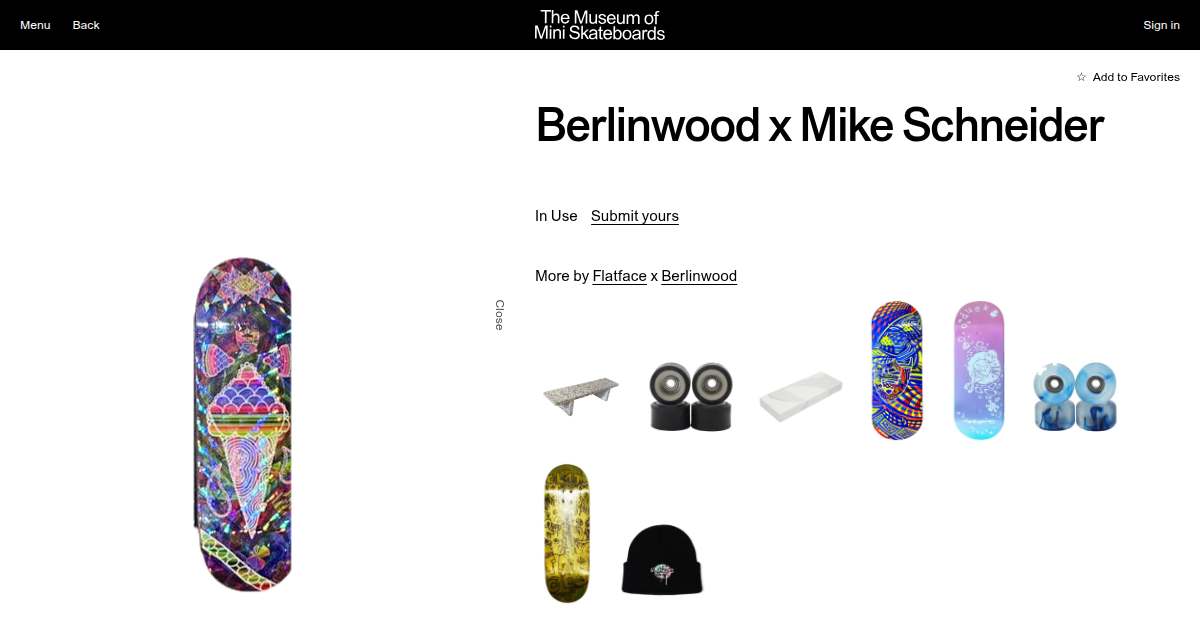 Menu
Back
The Museum of
Mini Skateboards
Sign in
☆ Add to Favorites
Berlinwood x Mike Schneider
In Use Submit yours
More by Flatface x Berlinwood
Close